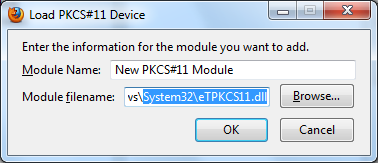 Load PKCS#11 Device
Enter the information for the module you want to add.
Module Name: New PKCS#11 Module
Module filename: vs\System32\eTPKCS11.dll Browse...
OK Cancel